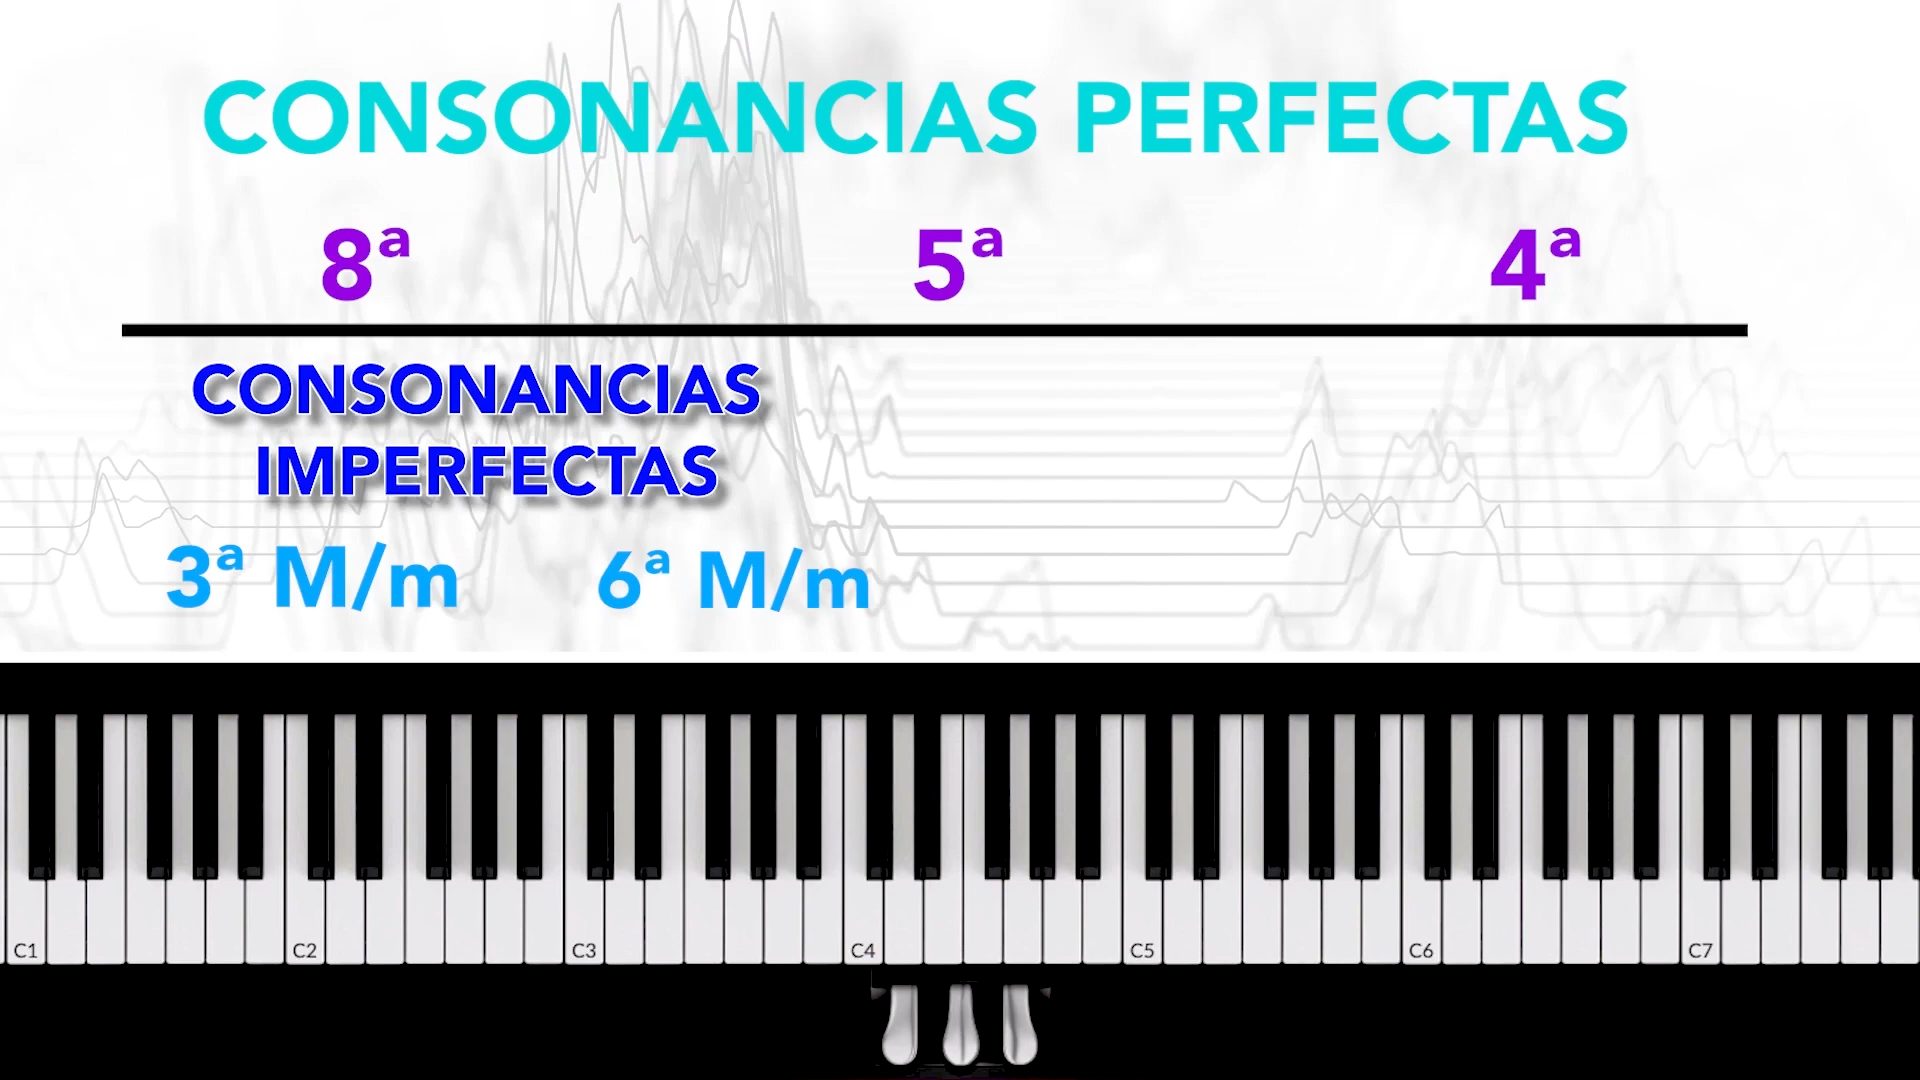 CONSONANCIAS PERFECTAS
8ª 5ª 4ª
CONSONANCIAS
IMPERFECTAS
3ª M/m 6ª M/m
C1 C2 C3 C4 C5 C6 C7